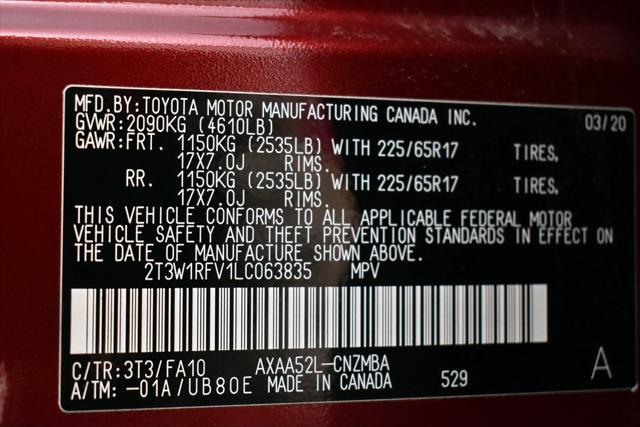 MFD.BY:TOYOTA MOTOR MANUFACTURING CANADA INC.
GVWR:2090KG (4610LB) 03/20
GAWR:FRT. 1150KG (2535LB) WITH 225/65R17 TIRES,
17X7.0J RIMS.
RR. 1150KG (2535LB) WITH 225/65R17 TIRES,
17X7.0J RIMS.
THIS VEHICLE CONFORMS TO ALL APPLICABLE FEDERAL MOTOR
VEHICLE SAFETY AND THEFT PREVENTION STANDARDS IN EFFECT ON
THE DATE OF MANUFACTURE SHOWN ABOVE.
2T3W1RFV1LC063835 MPV
C/TR:3T3/FA10 AXAA52L-CNZMBA A
A/TM: -01A/UB80E MADE IN CANADA 529